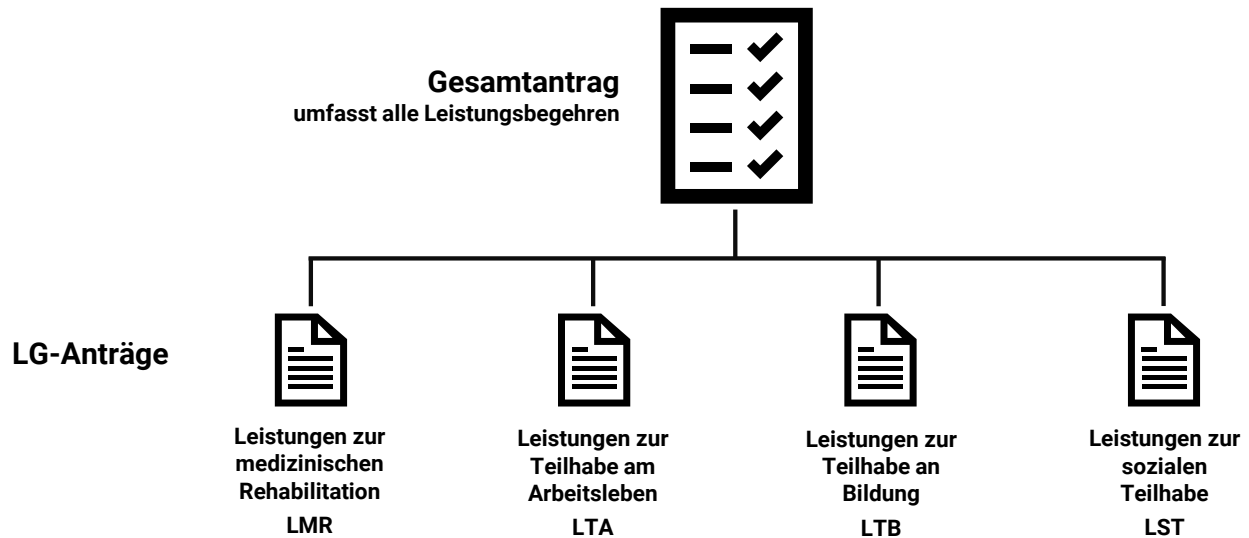 Gesamtantrag
umfasst alle Leistungsbegehren
LG-Anträge
Leistungen zur
medizinischen
Rehabilitation
LMR
Leistungen zur
Teilhabe am
Arbeitsleben
LTA
Leistungen zur
Teilhabe an
Bildung
LTB
Leistungen zur
sozialen
Teilhabe
LST